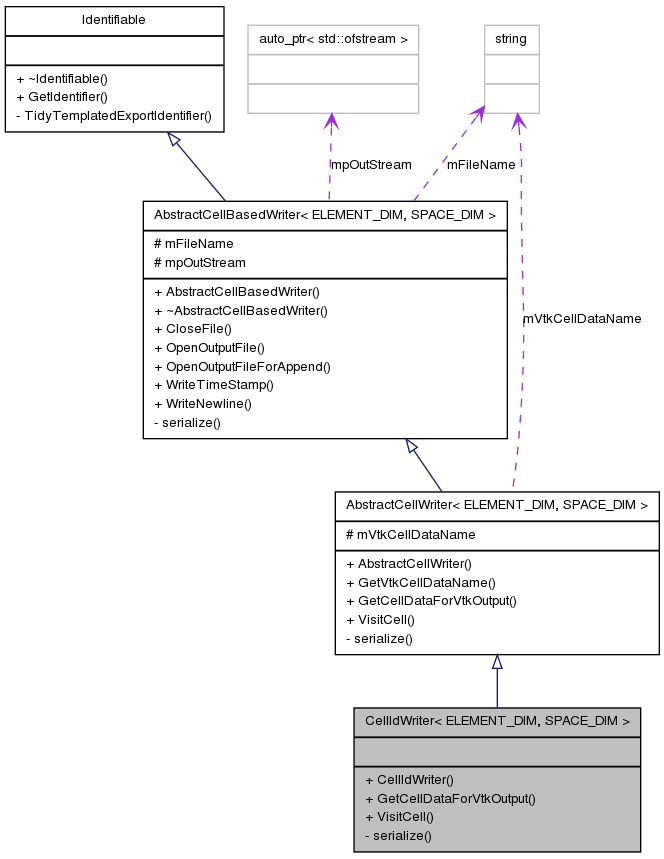 Identifiable
+ ~Identifiable()
+ GetIdentifier()
- TidyTemplatedExportIdentifier()
auto_ptr< std::ofstream >
string
mpOutStream
mFileName
AbstractCellBasedWriter< ELEMENT_DIM, SPACE_DIM >
# mFileName
# mpOutStream
+ AbstractCellBasedWriter()
+ ~AbstractCellBasedWriter()
+ CloseFile()
+ OpenOutputFile()
+ OpenOutputFileForAppend()
+ WriteTimeStamp()
+ WriteNewline()
- serialize()
mVtkCellDataName
AbstractCellWriter< ELEMENT_DIM, SPACE_DIM >
# mVtkCellDataName
+ AbstractCellWriter()
+ GetVtkCellDataName()
+ GetCellDataForVtkOutput()
+ VisitCell()
- serialize()
CellIdWriter< ELEMENT_DIM, SPACE_DIM >
+ CellIdWriter()
+ GetCellDataForVtkOutput()
+ VisitCell()
- serialize()